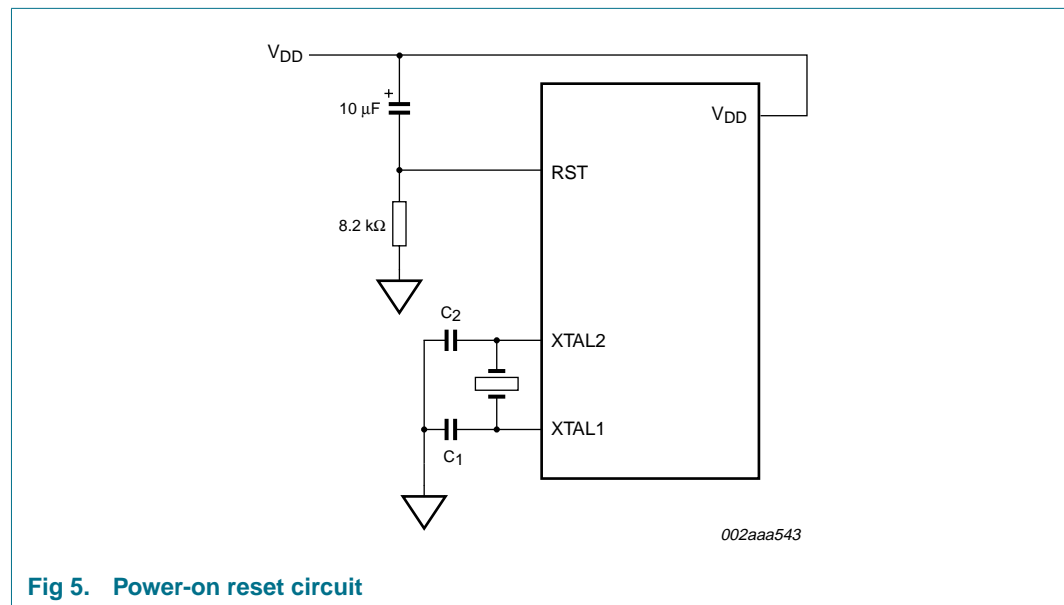 VDD
10 μF
+
VDD
RST
8.2 kΩ
C2
XTAL2
XTAL1
C1
002aaa543
Fig 5. Power-on reset circuit